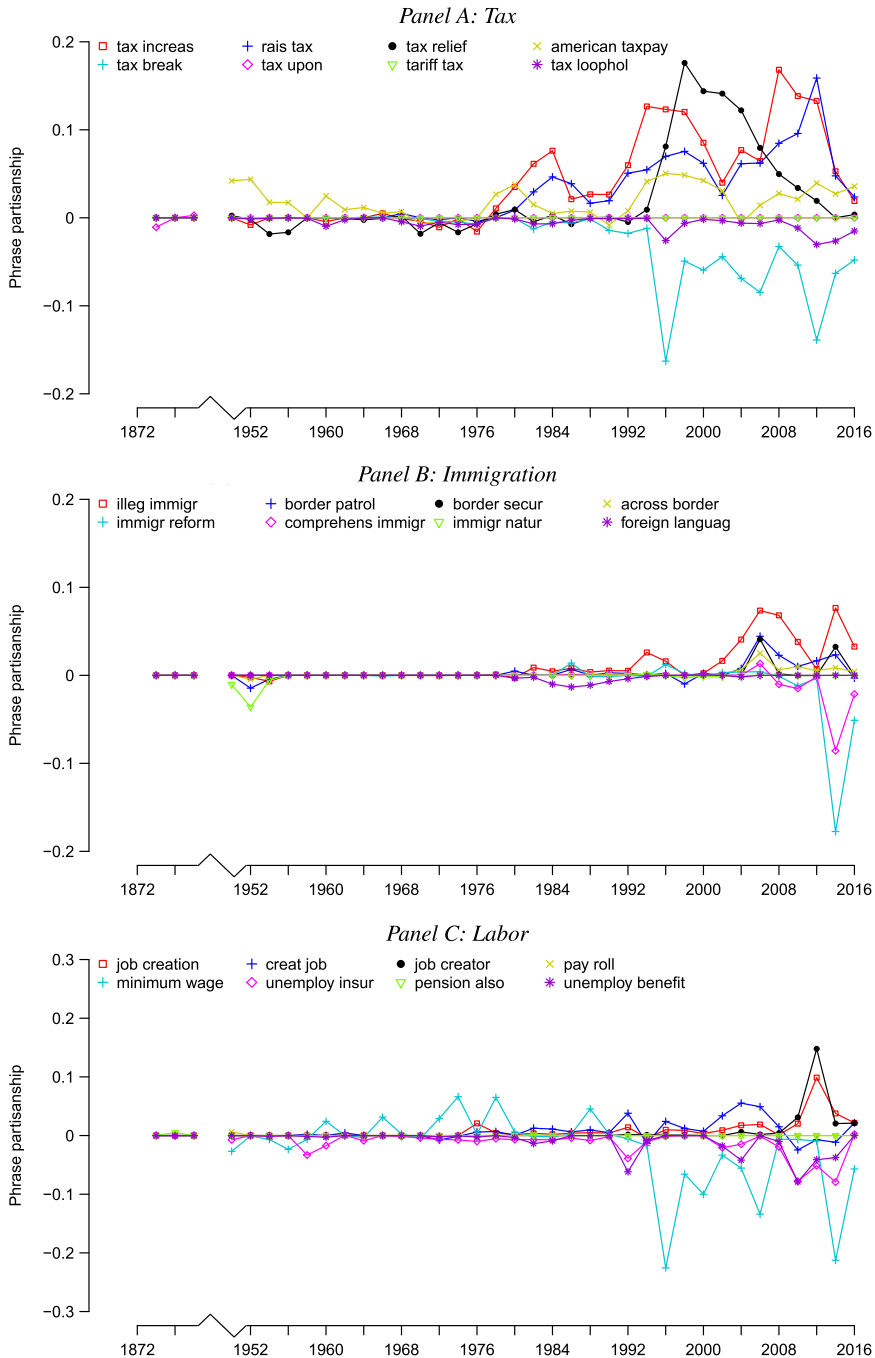 Panel A: Tax
tax increas rais tax tax relief american taxpay
tax break tax upon tariff tax tax loophol
0.2
0.1
0
−0.1
−0.2
Phrase partisanship
1872 1952 1960 1968 1976 1984 1992 2000 2008 2016
Panel B: Immigration
illeg immigr border patrol border secur across border
immigr reform comprehens immigr immigr natur foreign languag
0.2
0.1
0
−0.1
−0.2
Phrase partisanship
1872 1952 1960 1968 1976 1984 1992 2000 2008 2016
Panel C: Labor
job creation creat job job creator pay roll
minimum wage unemploy insur pension also unemploy benefit
0.3
0.2
0.1
0
−0.1
−0.2
−0.3
Phrase partisanship
1872 1952 1960 1968 1976 1984 1992 2000 2008 2016